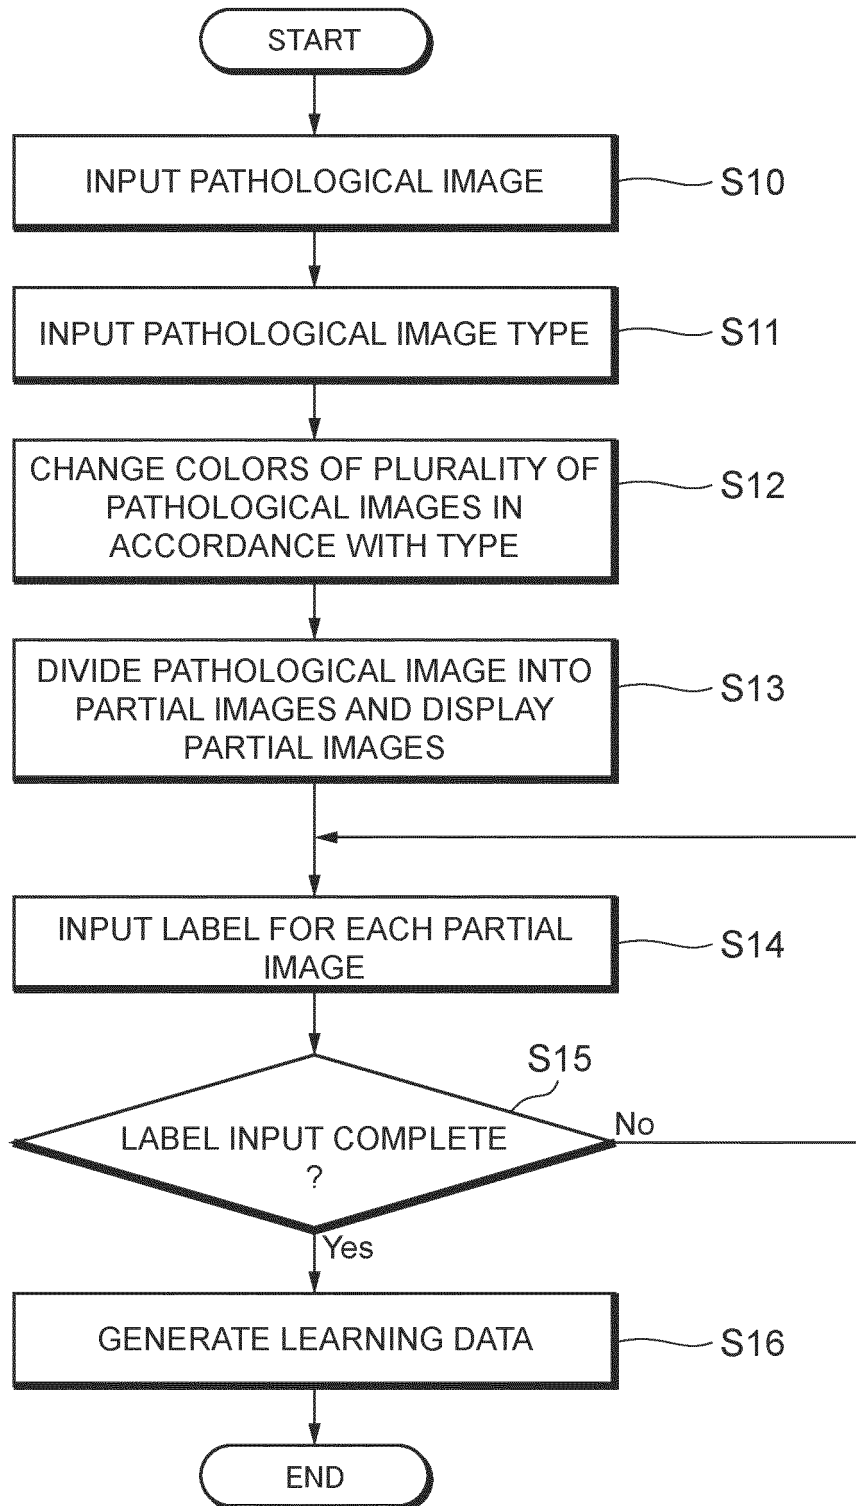 START
INPUT PATHOLOGICAL IMAGE
S10
INPUT PATHOLOGICAL IMAGE TYPE
S11
CHANGE COLORS OF PLURALITY OF
PATHOLOGICAL IMAGES IN
ACCORDANCE WITH TYPE
S12
DIVIDE PATHOLOGICAL IMAGE INTO
PARTIAL IMAGES AND DISPLAY
PARTIAL IMAGES
S13
INPUT LABEL FOR EACH PARTIAL
IMAGE
S14
S15
LABEL INPUT COMPLETE
?
No
Yes
GENERATE LEARNING DATA
S16
END